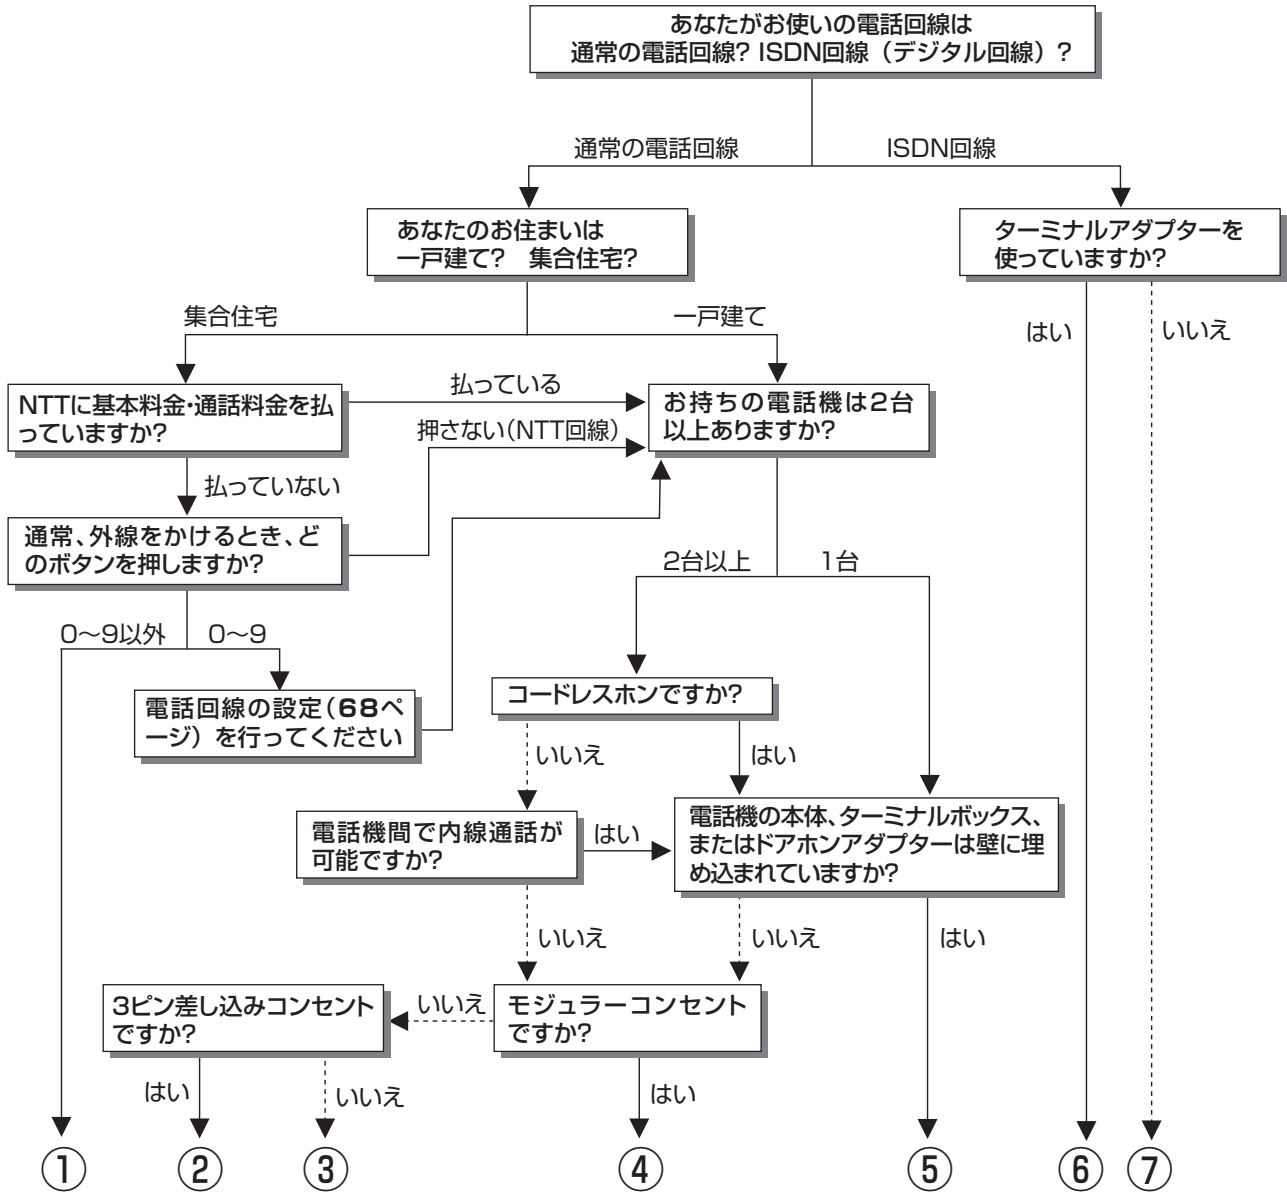 あなたがお使いの電話回線は
通常の電話回線? ISDN回線（デジタル回線）?
通常の電話回線
ISDN回線
あなたのお住まいは
一戸建て?　集合住宅?
ターミナルアダプターを
使っていますか?
集合住宅
一戸建て
はい
いいえ
NTTに基本料金・通話料金を払
っていますか?
払っている
お持ちの電話機は2台
以上ありますか?
押さない（NTT回線）
払っていない
通常、外線をかけるとき、ど
のボタンを押しますか?
2台以上
1台
0〜9以外
0〜9
電話回線の設定（68ペ
ージ）を行ってください
コードレスホンですか?
いいえ
はい
電話機間で内線通話が
可能ですか?
はい
電話機の本体、ターミナルボックス、
またはドアホンアダプターは壁に埋
め込まれていますか?
いいえ
いいえ
はい
3ピン差し込みコンセント
ですか?
いいえ
モジュラーコンセント
ですか?
はい
いいえ
はい
①
②
③
④
⑤
⑥
⑦